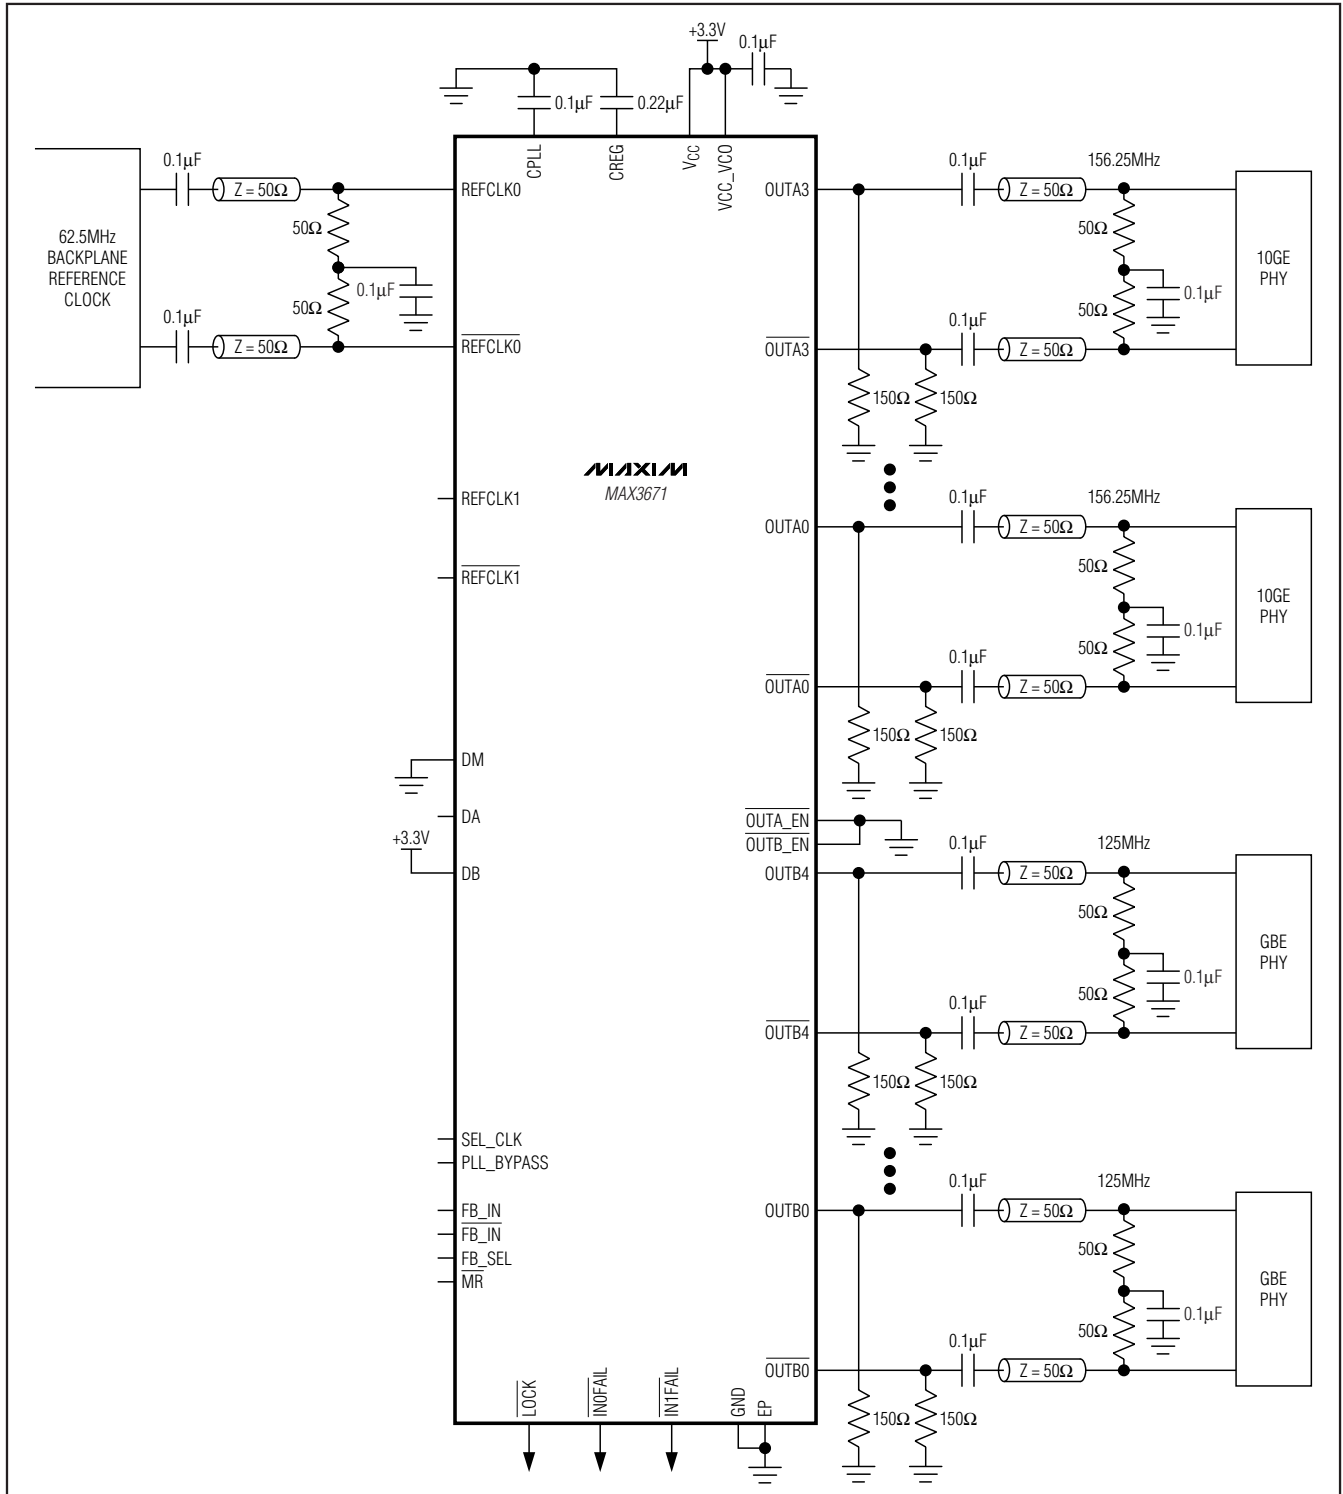 +3.3V
0.1µF
0.1µF
0.22µF
CPLL
CREG
VCC
VCC_VCO
62.5MHz
BACKPLANE
REFERENCE
CLOCK
0.1µF
Z = 50Ω
50Ω
0.1µF
50Ω
0.1µF
Z = 50Ω
REFCLK0
REFCLK0
REFCLK1
REFCLK1
MAXIM
MAX3671
DM
DA
+3.3V
DB
SEL_CLK
PLL_BYPASS
FB_IN
FB_IN
FB_SEL
MR
LOCK
IN0FAIL
IN1FAIL
GND
EP
OUTA3
0.1µF
Z = 50Ω
156.25MHz
50Ω
0.1µF
50Ω
10GE
PHY
OUTA3
0.1µF
Z = 50Ω
150Ω
150Ω
OUTA0
0.1µF
Z = 50Ω
156.25MHz
50Ω
0.1µF
50Ω
10GE
PHY
OUTA0
0.1µF
Z = 50Ω
150Ω
150Ω
OUTA_EN
OUTB_EN
OUTB4
0.1µF
Z = 50Ω
125MHz
50Ω
0.1µF
50Ω
GBE
PHY
OUTB4
0.1µF
Z = 50Ω
150Ω
150Ω
OUTB0
0.1µF
Z = 50Ω
125MHz
50Ω
0.1µF
50Ω
GBE
PHY
OUTB0
0.1µF
Z = 50Ω
150Ω
150Ω